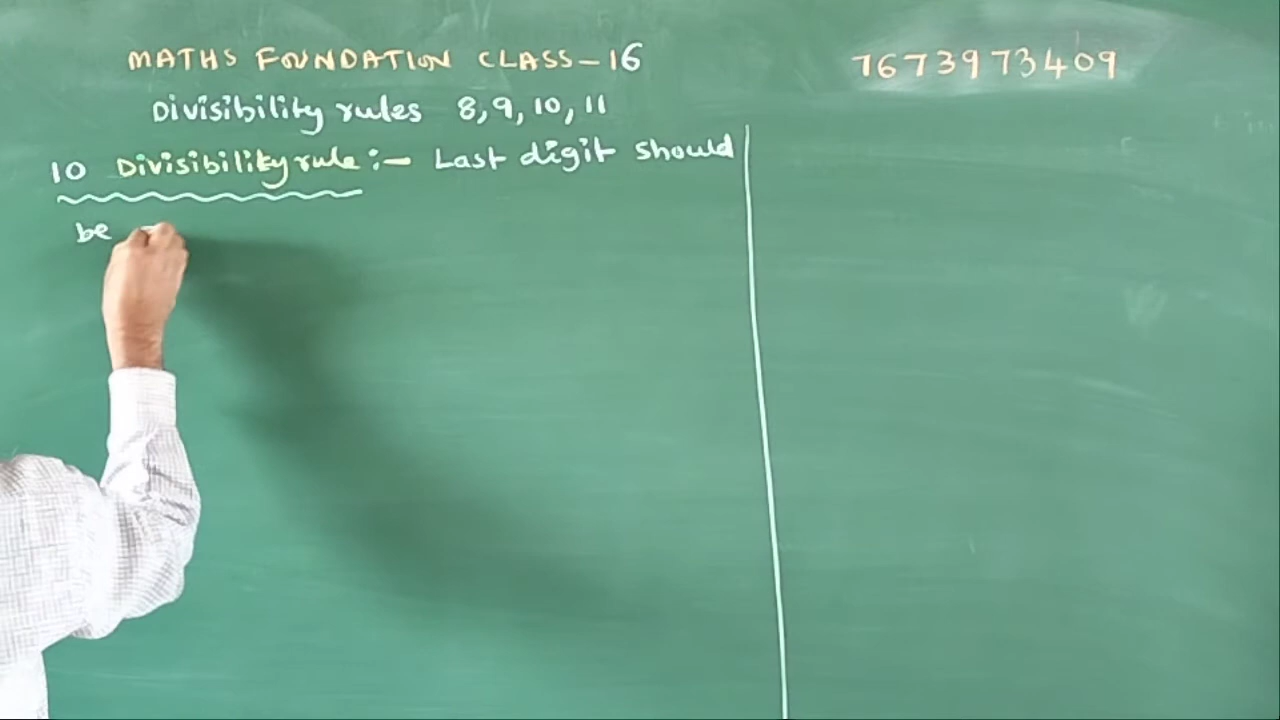 MATHS FOUNDATION CLASS-16
7673973409
Divisibility rules 8,9,10,11
10 Divisibility rule :- Last digit should
be